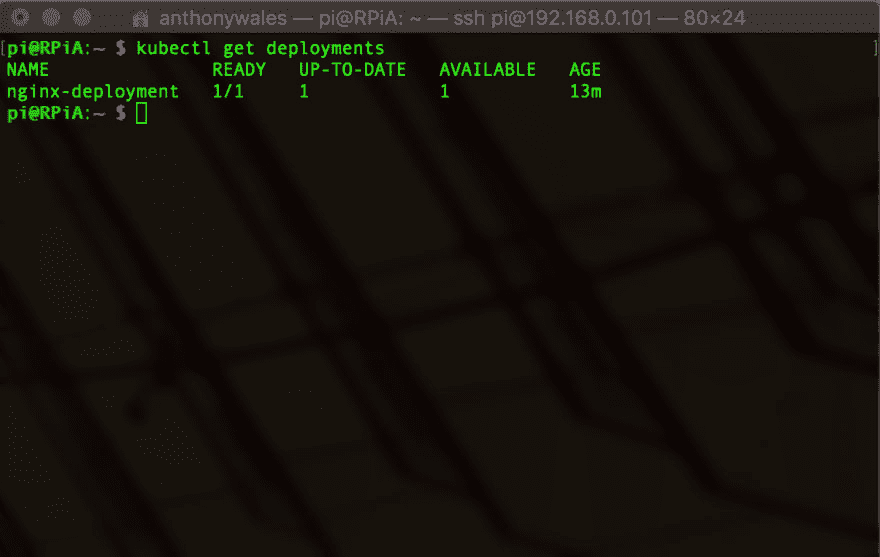 anthonywales — pi@RPiA: ~ — ssh pi@192.168.0.101 — 80×24
[pi@RPiA:~ $ kubectl get deployments ]
NAME READY UP-TO-DATE AVAILABLE AGE
nginx-deployment 1/1 1 1 13m
pi@RPiA:~ $